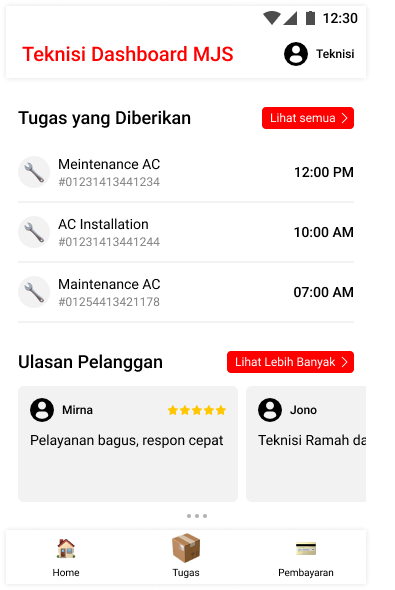 12:30
Teknisi Dashboard MJS
Teknisi
Tugas yang Diberikan
Lihat semua
Meintenance AC
#01231413441234
12:00 PM
AC Installation
#01231413441244
10:00 AM
Maintenance AC
#01254413421178
07:00 AM
Ulasan Pelanggan
Lihat Lebih Banyak
Mirna
Pelayanan bagus, respon cepat
Jono
Teknisi Ramah da
Home
Tugas
Pembayaran